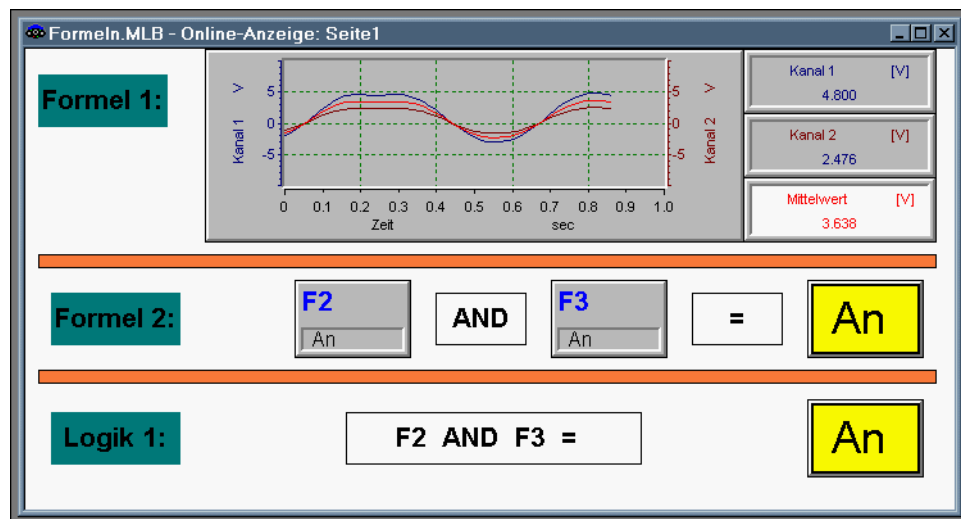 Formeln.MLB - Online-Anzeige: Seite1
Formel 1:
Kanal 1 V
5
0
-5
5
0
-5
Kanal 2 V
0 0.1 0.2 0.3 0.4 0.5 0.6 0.7 0.8 0.9 1.0
Zeit sec
Kanal 1 [V]
4.800
Kanal 2 [V]
2.476
Mittelwert [V]
3.638
Formel 2:
F2
An
AND
F3
An
=
An
Logik 1:
F2 AND F3 =
An